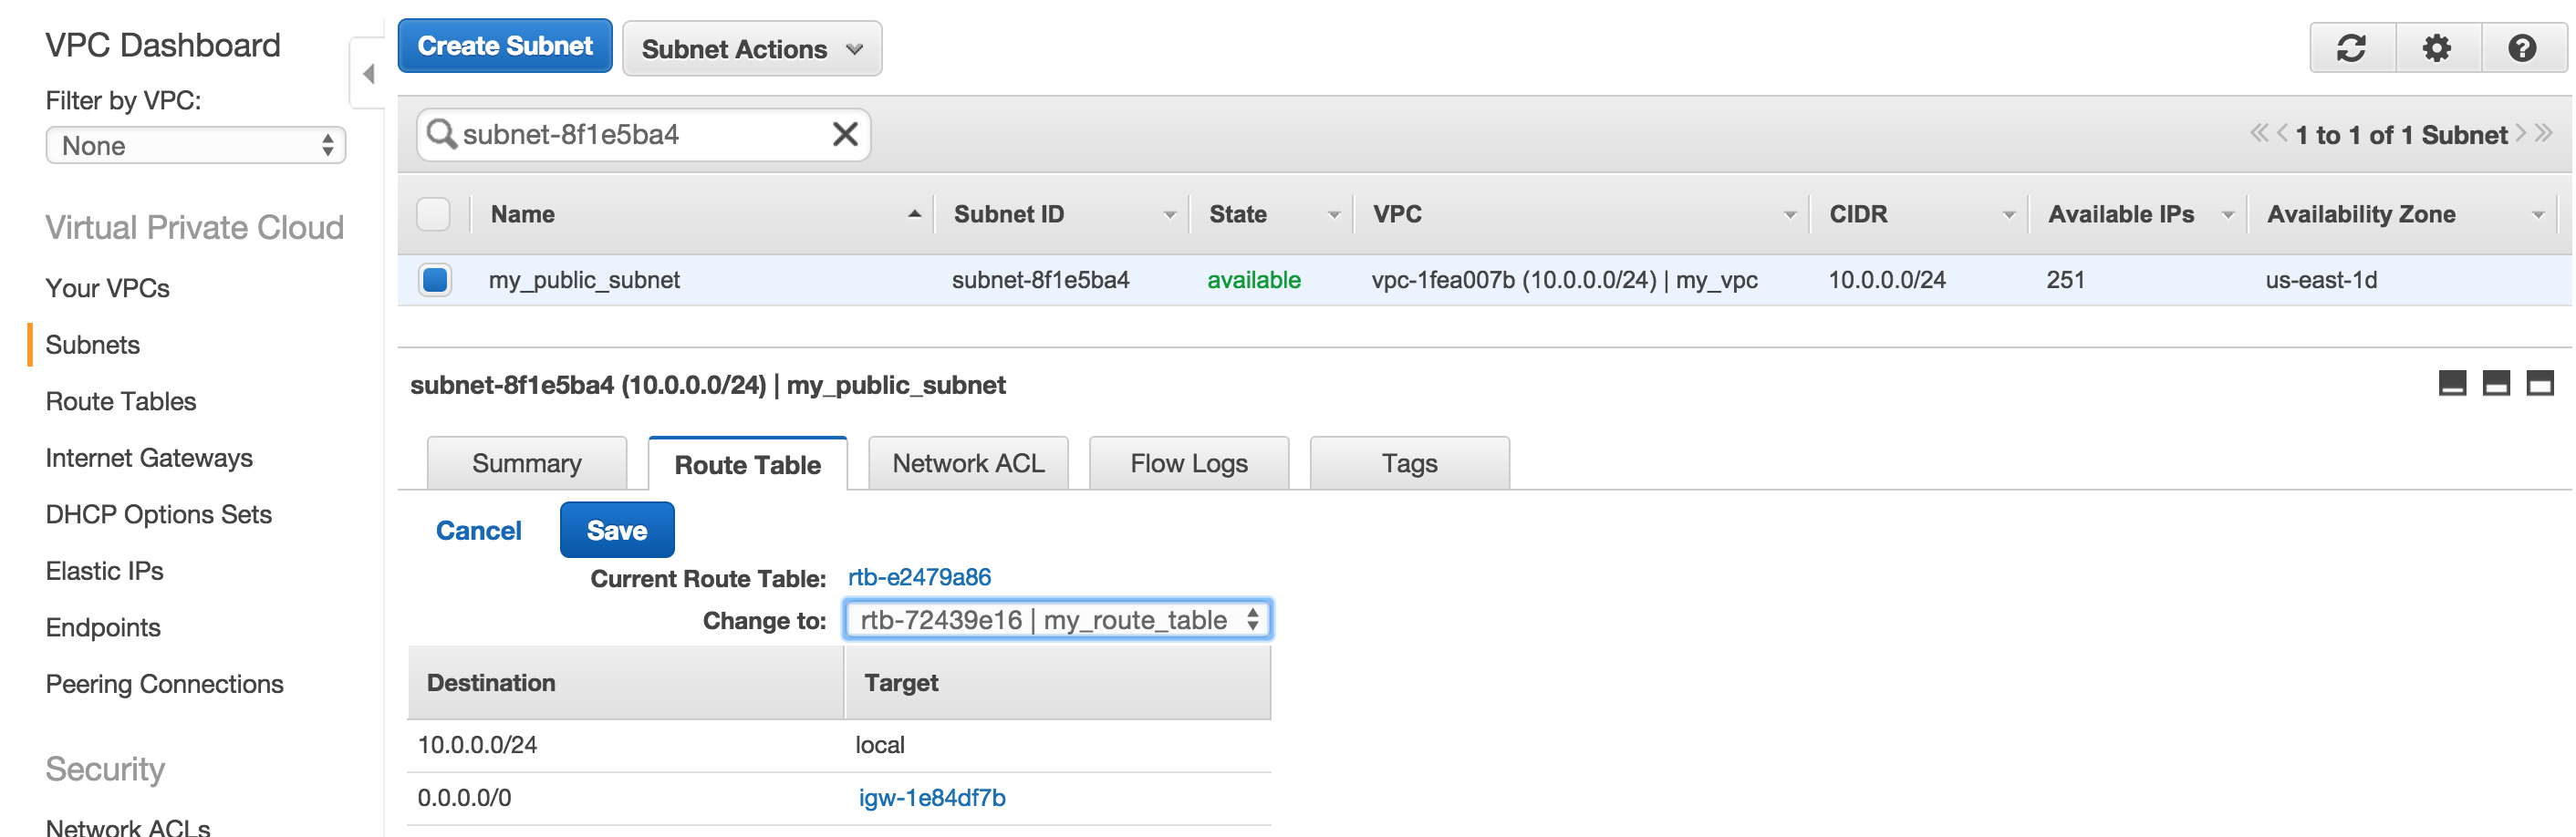 VPC Dashboard
Filter by VPC:
None
Virtual Private Cloud
Your VPCs
Subnets
Route Tables
Internet Gateways
DHCP Options Sets
Elastic IPs
Endpoints
Peering Connections
Security
Network ACLs
Create Subnet Subnet Actions
subnet-8f1e5ba4 1 to 1 of 1 Subnet
Name Subnet ID State VPC CIDR Available IPs Availability Zone
my_public_subnet subnet-8f1e5ba4 available vpc-1fea007b (10.0.0.0/24) | my_vpc 10.0.0.0/24 251 us-east-1d
subnet-8f1e5ba4 (10.0.0.0/24) | my_public_subnet
Summary Route Table Network ACL Flow Logs Tags
Cancel Save
Current Route Table: rtb-e2479a86
Change to: rtb-72439e16 | my_route_table
Destination Target
10.0.0.0/24 local
0.0.0.0/0 igw-1e84df7b